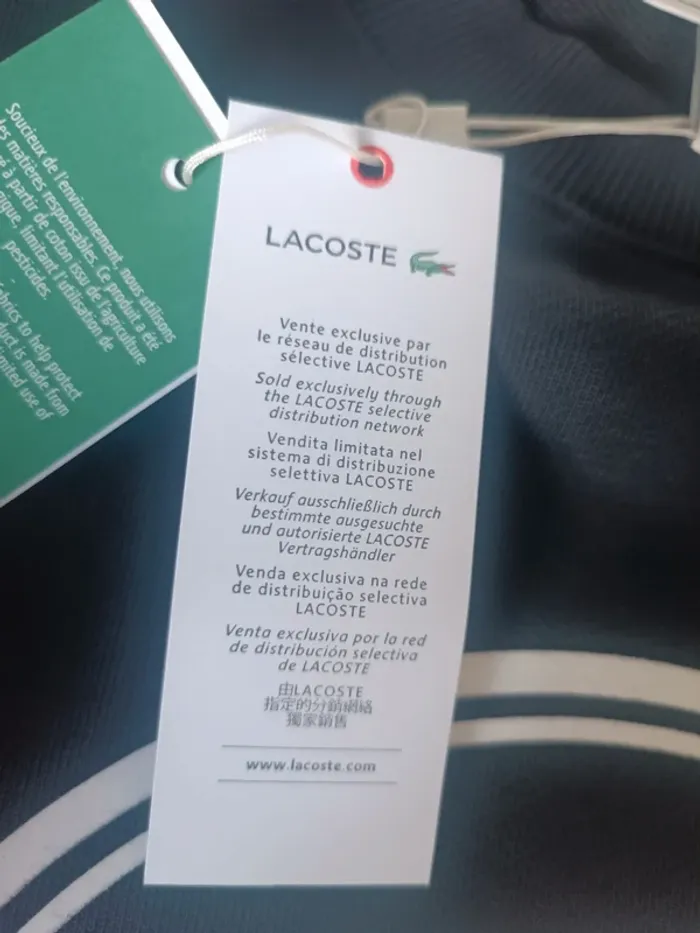 Soucieux de l'environnement, nous utilisons
des matières responsables. Ce produit a été
à partir de coton issu de l'agriculture
limitant l'utilisation de
pesticides.
to help protect
is made from
use of
LACOSTE
Vente exclusive par
le réseau de distribution
sélective LACOSTE
Sold exclusively through
the LACOSTE selective
distribution network
Vendita limitata nel
sistema di distribuzione
selettiva LACOSTE
Verkauf ausschließlich durch
bestimmte ausgesuchte
und autorisierte LACOSTE
Vertragshändler
Venda exclusiva na rede
de distribuição selectiva
LACOSTE
Venta exclusiva por la red
de distribución selectiva
de LACOSTE
由LACOSTE
指定的分銷網絡
獨家銷售
www.lacoste.com